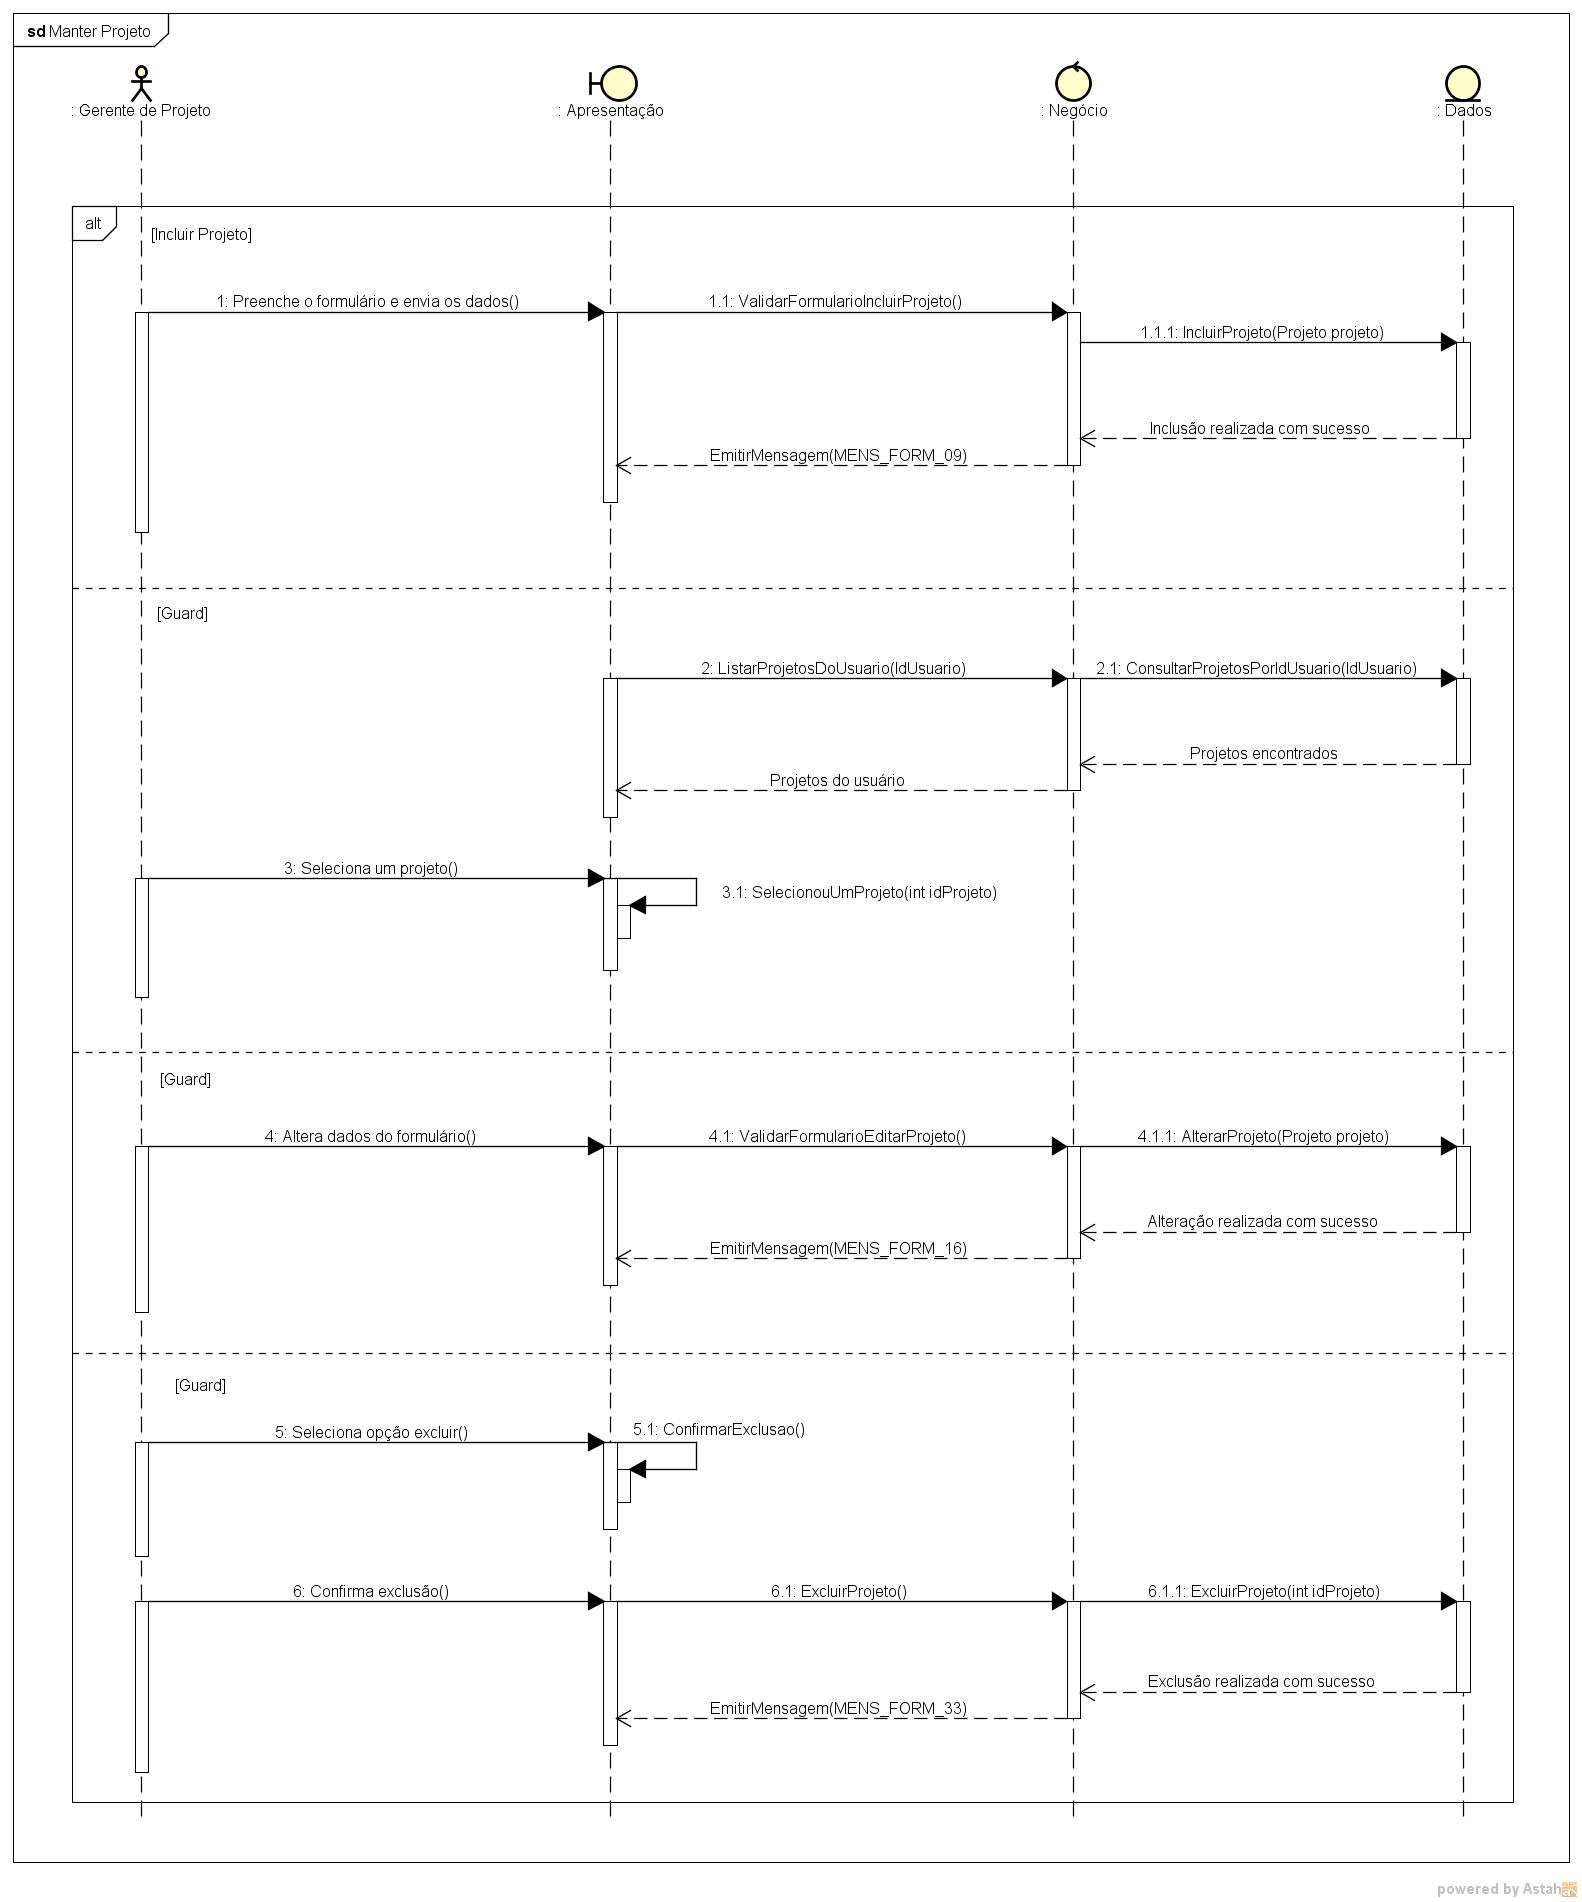 sd Manter Projeto
: Gerente de Projeto
: Apresentação
: Negócio
: Dados
alt
[Incluir Projeto]
1: Preenche o formulário e envia os dados()
1.1: ValidarFormularioIncluirProjeto()
1.1.1: IncluirProjeto(Projeto projeto)
Inclusão realizada com sucesso
EmitirMensagem(MENS_FORM_09)
[Guard]
2: ListarProjetosDoUsuario(IdUsuario)
2.1: ConsultarProjetosPorIdUsuario(IdUsuario)
Projetos encontrados
Projetos do usuário
3: Seleciona um projeto()
3.1: SelecionouUmProjeto(int idProjeto)
[Guard]
4: Altera dados do formulário()
4.1: ValidarFormularioEditarProjeto()
4.1.1: AlterarProjeto(Projeto projeto)
Alteração realizada com sucesso
EmitirMensagem(MENS_FORM_16)
[Guard]
5: Seleciona opção excluir()
5.1: ConfirmarExclusao()
6: Confirma exclusão()
6.1: ExcluirProjeto()
6.1.1: ExcluirProjeto(int idProjeto)
Exclusão realizada com sucesso
EmitirMensagem(MENS_FORM_33)
powered by Astah